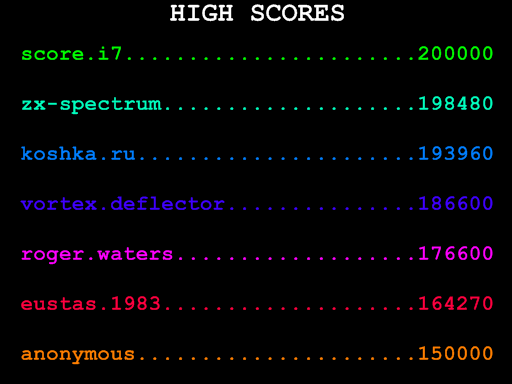 HIGH SCORES
score.i7.......................200000
zx-spectrum....................198480
koshka.ru......................193960
vortex.deflector...............186600
roger.waters...................176600
eustas.1983....................164270
anonymous......................150000